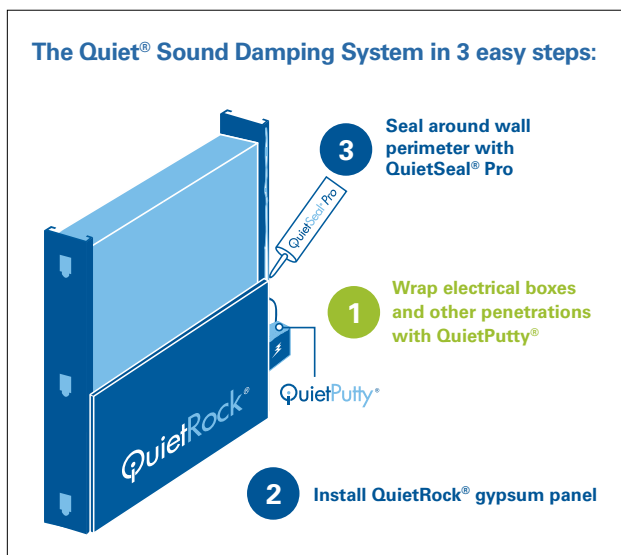 The Quiet® Sound Damping System in 3 easy steps:
3
Seal around wall
perimeter with
QuietSeal® Pro
QuietSeal® Pro
1
Wrap electrical boxes
and other penetrations
with QuietPutty®
QuietPutty®
QuietRock®
2
Install QuietRock® gypsum panel